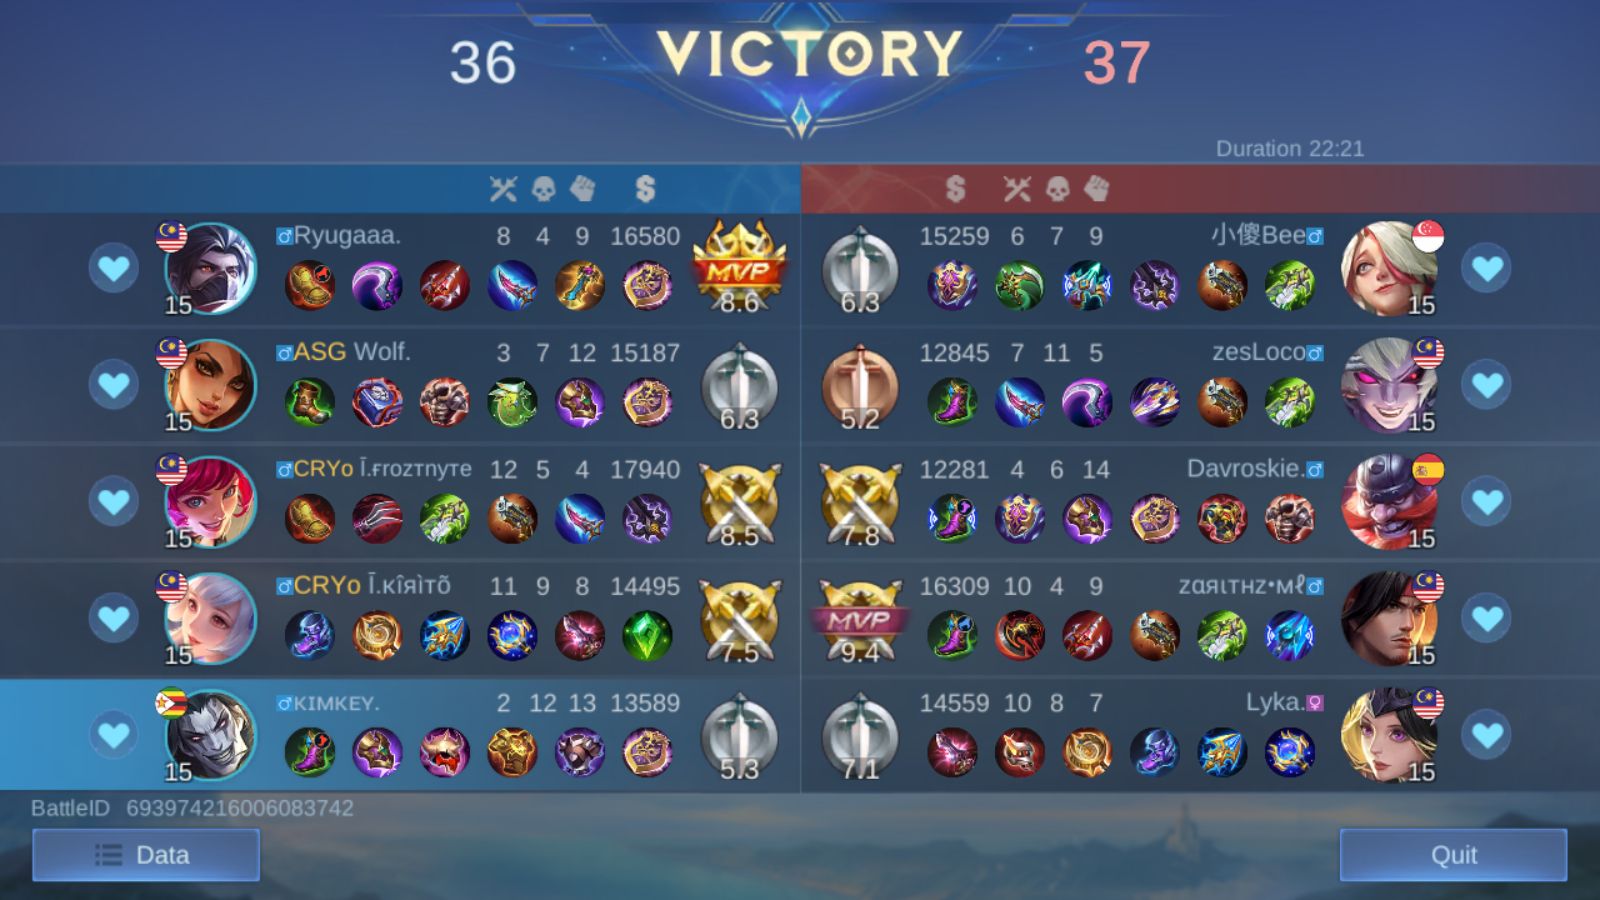 36 VICTORY 37
Duration 22:21
Ryugaaa. 8 4 9 16580
15 MVP 8.6
ASG Wolf. 3 7 12 15187
15 6.3
CRYo Ī.ғrozтnyтe 12 5 4 17940
15 8.5
CRYo Ī.ĸîяìтõ 11 9 8 14495
15 7.5
KIMKEY. 2 12 13 13589
15 5.3
15259 6 7 9 小傻Bee
6.3 15
12845 7 11 5 zesLoco
5.2 15
12281 4 6 14 Davroskie.
7.8 15
16309 10 4 9 zαяιтнz•мℓ
MVP 9.4 15
14559 10 8 7 Lyka.
7.1 15
BattleID 693974216006083742
Data Quit